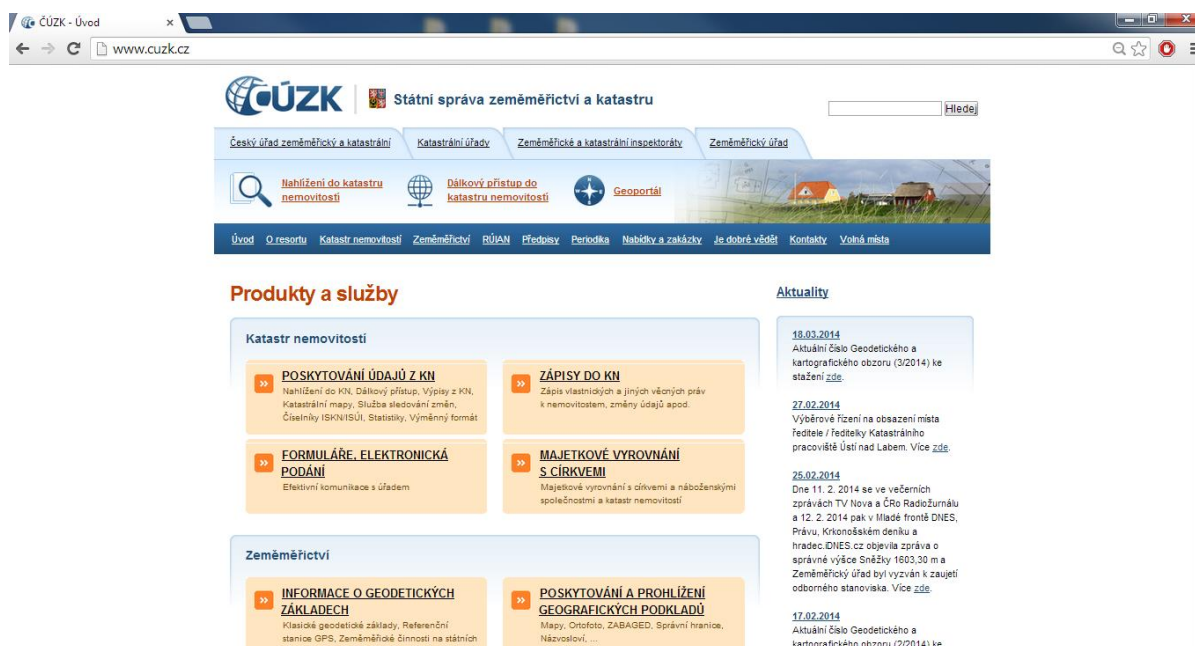 ČÚZK - Úvod
www.cuzk.cz
ČÚZK
Státní správa zeměměřictví a katastru
Hledej
Český úřad zeměměřický a katastrální Katastrální úřady Zeměměřické a katastrální inspektoráty Zeměměřický úřad
Nahlížení do katastru
nemovitostí
Dálkový přístup do
katastru nemovitostí
Geoportál
Úvod O resortu Katastr nemovitostí Zeměměřictví RÚIAN Předpisy Periodika Nabídky a zakázky Je dobré vědět Kontakty Volná místa
Produkty a služby
Katastr nemovitostí
POSKYTOVÁNÍ ÚDAJŮ Z KN
Nahlížení do KN, Dálkový přístup, Výpisy z KN,
Katastrální mapy, Služba sledování změn,
Číselníky ISKN/ISÚI, Statistiky, Výměnný formát
ZÁPISY DO KN
Zápis vlastnických a jiných věcných práv
k nemovitostem, změny údajů apod.
FORMULÁŘE, ELEKTRONICKÁ
PODÁNÍ
Efektivní komunikace s úřadem
MAJETKOVÉ VYROVNÁNÍ
S CÍRKVEMI
Majetkové vyrovnání s církvemi a náboženskými
společnostmi a katastr nemovitostí
Zeměměřictví
INFORMACE O GEODETICKÝCH
ZÁKLADECH
Klasické geodetické základy, Referenční
stanice GPS, Zeměměřické činnosti na státních
POSKYTOVÁNÍ A PROHLÍŽENÍ
GEOGRAFICKÝCH PODKLADŮ
Mapy, Ortofoto, ZABAGED, Správní hranice,
Názvosloví, ...
Aktuality
18.03.2014
Aktuální číslo Geodetického a
kartografického obzoru (3/2014) ke
stažení zde.
27.02.2014
Výběrové řízení na obsazení místa
ředitele / ředitelky Katastrálního
pracoviště Ústí nad Labem. Více zde.
25.02.2014
Dne 11. 2. 2014 se ve večerních
zprávách TV Nova a ČRo Radiožurnálu
a 12. 2. 2014 pak v Mladé frontě DNES,
Právu, Krkonošském deníku a
hradec.iDNES.cz objevila zpráva o
správné výšce Sněžky 1603,30 m a
Zeměměřický úřad byl vyzván k zaujetí
odborného stanoviska. Více zde.
17.02.2014
Aktuální číslo Geodetického a
kartografického obzoru (2/2014) ke